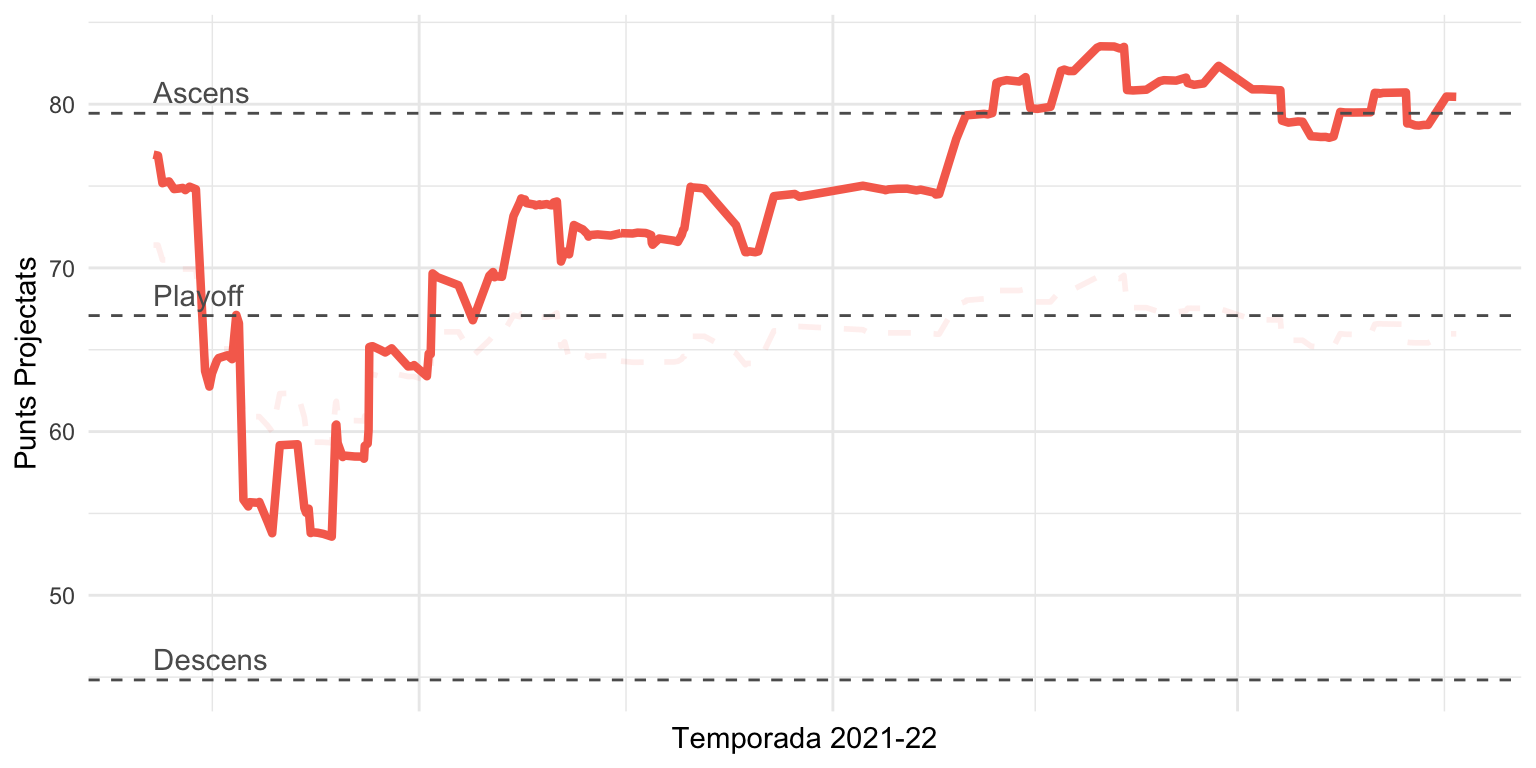 Ascens
80
70
Playoff
60
50
Descens
Punts Projectats
Temporada 2021-22